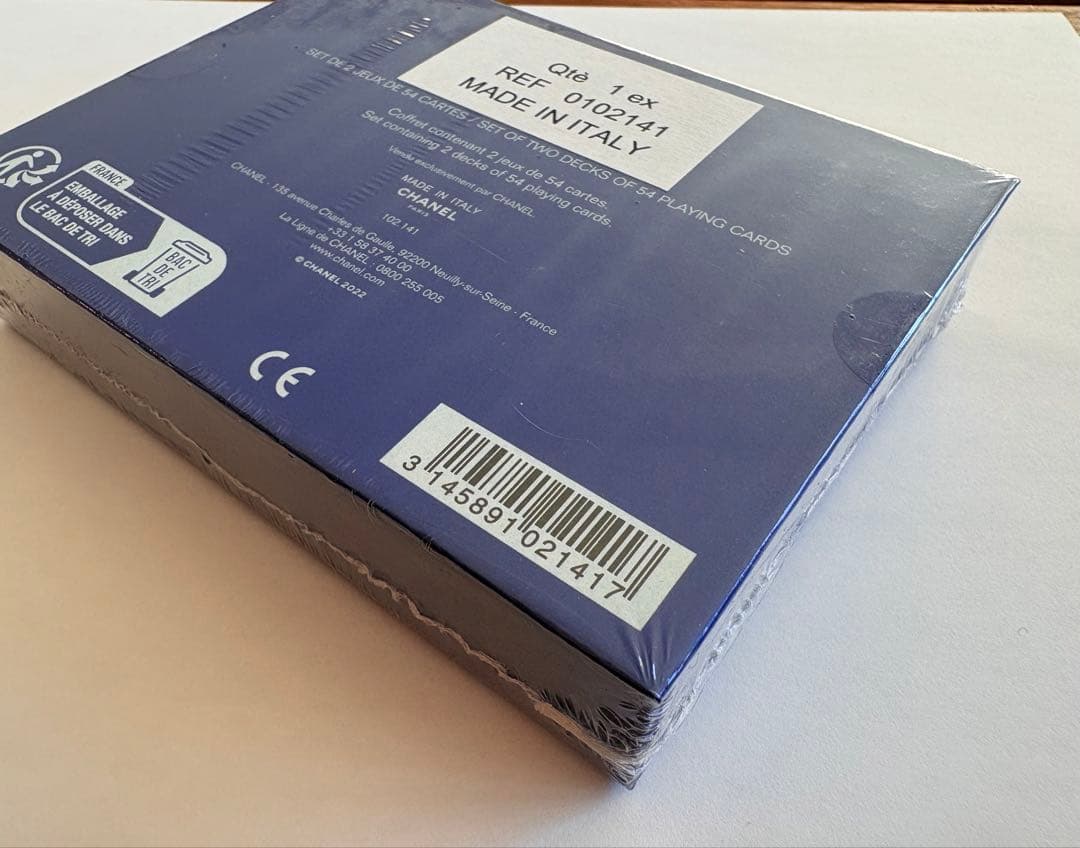 Qtè 1 ex
REF 0102141
MADE IN ITALY
SET DE 2 JEUX DE 54 CARTES / SET OF TWO DECKS OF 54 PLAYING CARDS
Coffret contenant 2 jeux de 54 cartes.
Set containing 2 decks of 54 playing cards.
Vendu exclusivement par CHANEL
MADE IN ITALY
CHANEL
PARIS
102.141
CHANEL - 135 avenue Charles de Gaulle, 92200 Neuilly-sur-Seine - France
+33 1 58 37 40 00
La Ligne de CHANEL : 0800 255 005
www.chanel.com
© CHANEL 2022
FRANCE
EMBALLAGE
À DÉPOSER DANS
LE BAC DE TRI
BAC
DE
TRI
CE
3 145891 021417